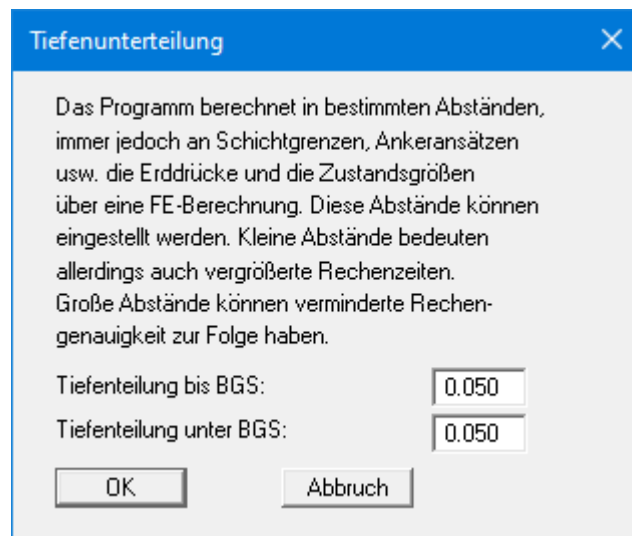 Tiefenunterteilung
Das Programm berechnet in bestimmten Abständen,
immer jedoch an Schichtgrenzen, Ankeransätzen
usw. die Erddrücke und die Zustandsgrößen
über eine FE-Berechnung. Diese Abstände können
eingestellt werden. Kleine Abstände bedeuten
allerdings auch vergrößerte Rechenzeiten.
Große Abstände können verminderte Rechen-
genauigkeit zur Folge haben.
Tiefenteilung bis BGS: 0.050
Tiefenteilung unter BGS: 0.050
OK Abbruch